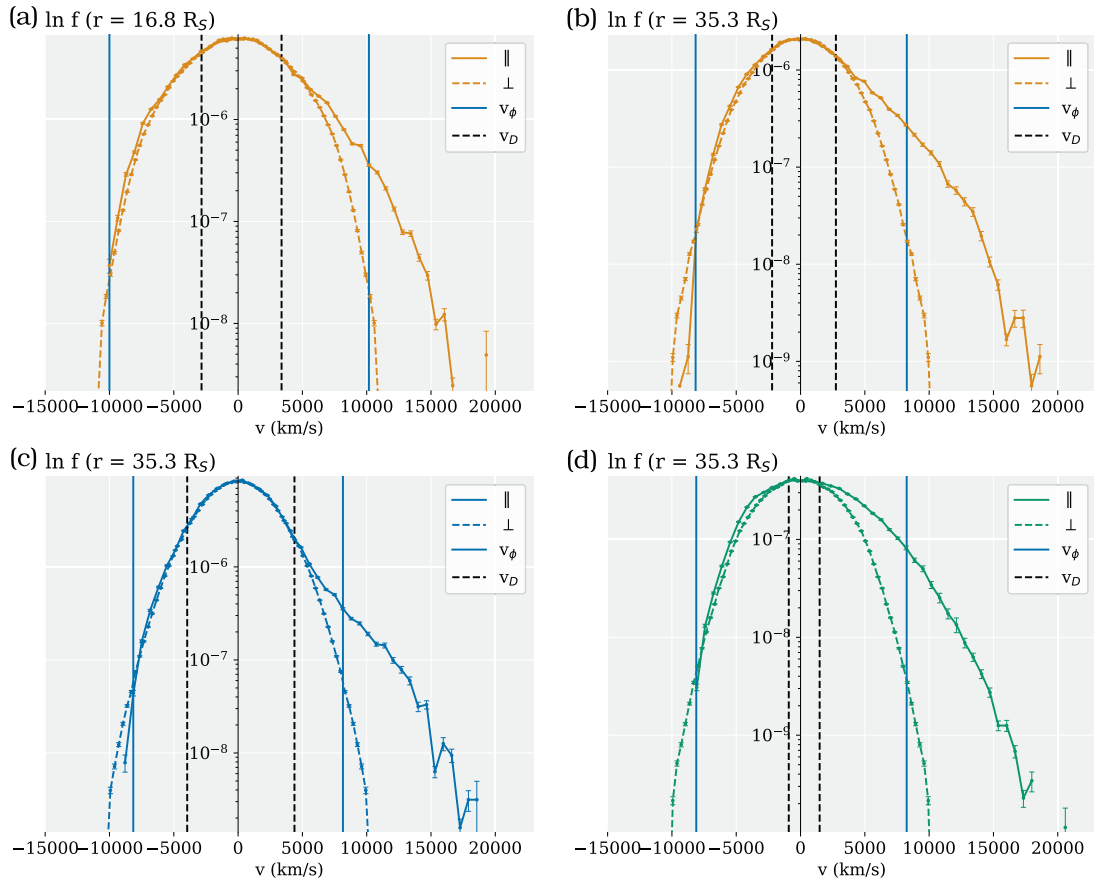 (a) ln f (r = 16.8 R_S)
∥
⊥
v_ϕ
v_D
10⁻⁶
10⁻⁷
10⁻⁸
−15000 −10000 −5000 0 5000 10000 15000 20000
v (km/s)
(b) ln f (r = 35.3 R_S)
∥
⊥
v_ϕ
v_D
10⁻⁶
10⁻⁷
10⁻⁸
10⁻⁹
−15000 −10000 −5000 0 5000 10000 15000 20000
v (km/s)
(c) ln f (r = 35.3 R_S)
∥
⊥
v_ϕ
v_D
10⁻⁶
10⁻⁷
10⁻⁸
−15000 −10000 −5000 0 5000 10000 15000 20000
v (km/s)
(d) ln f (r = 35.3 R_S)
∥
⊥
v_ϕ
v_D
10⁻⁷
10⁻⁸
10⁻⁹
−15000 −10000 −5000 0 5000 10000 15000 20000
v (km/s)